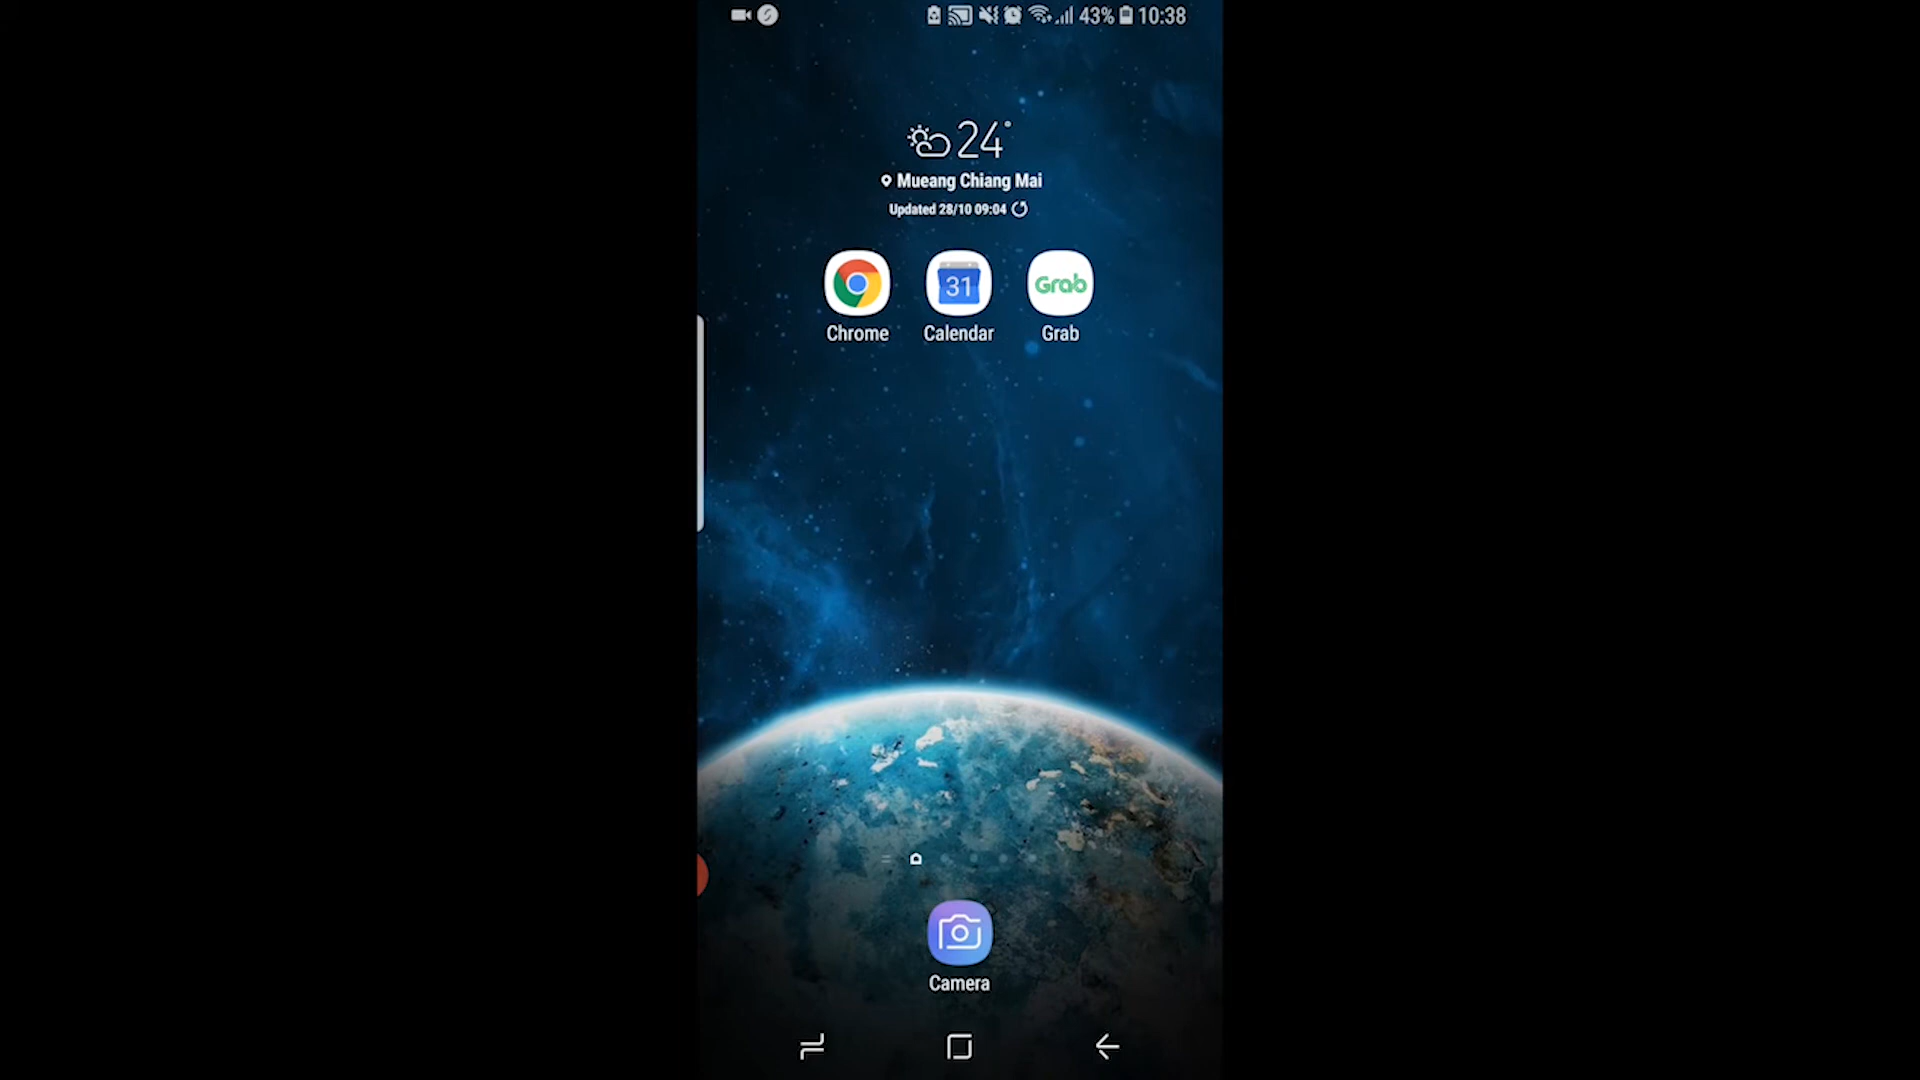 43% 10:38
24°
Mueang Chiang Mai
Updated 28/10 09:04
31 Grab
Chrome Calendar Grab
Camera